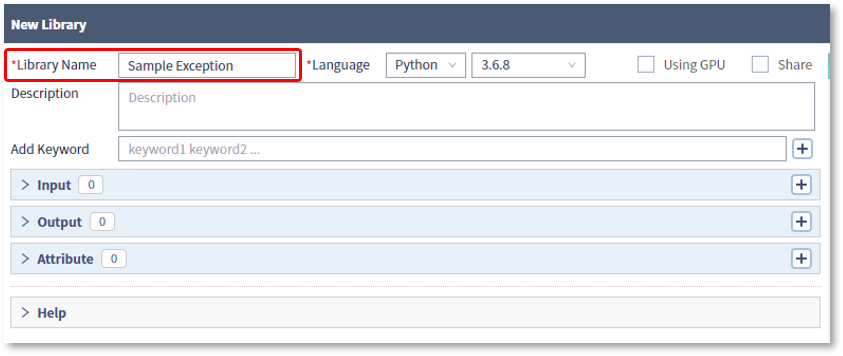 New Library
*Library Name Sample Exception *Language Python 3.6.8 Using GPU Share
Description Description
Add Keyword keyword1 keyword2 ...
Input 0
Output 0
Attribute 0
Help